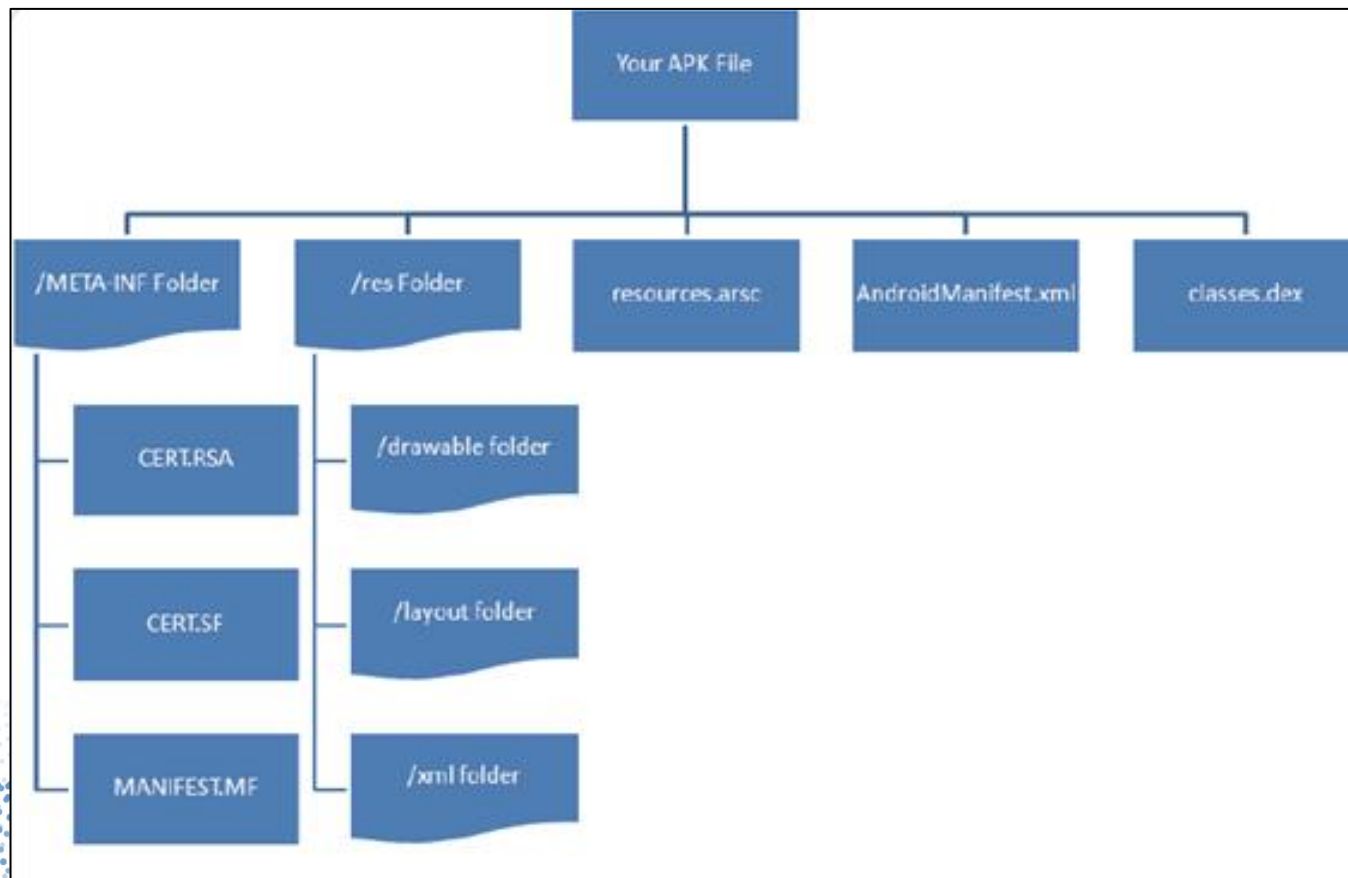 Your APK File
/META-INF Folder
/res Folder
resources.arsc
AndroidManifest.xml
classes.dex
CERT.RSA
/drawable folder
CERT.SF
/layout folder
MANIFEST.MF
/xml folder